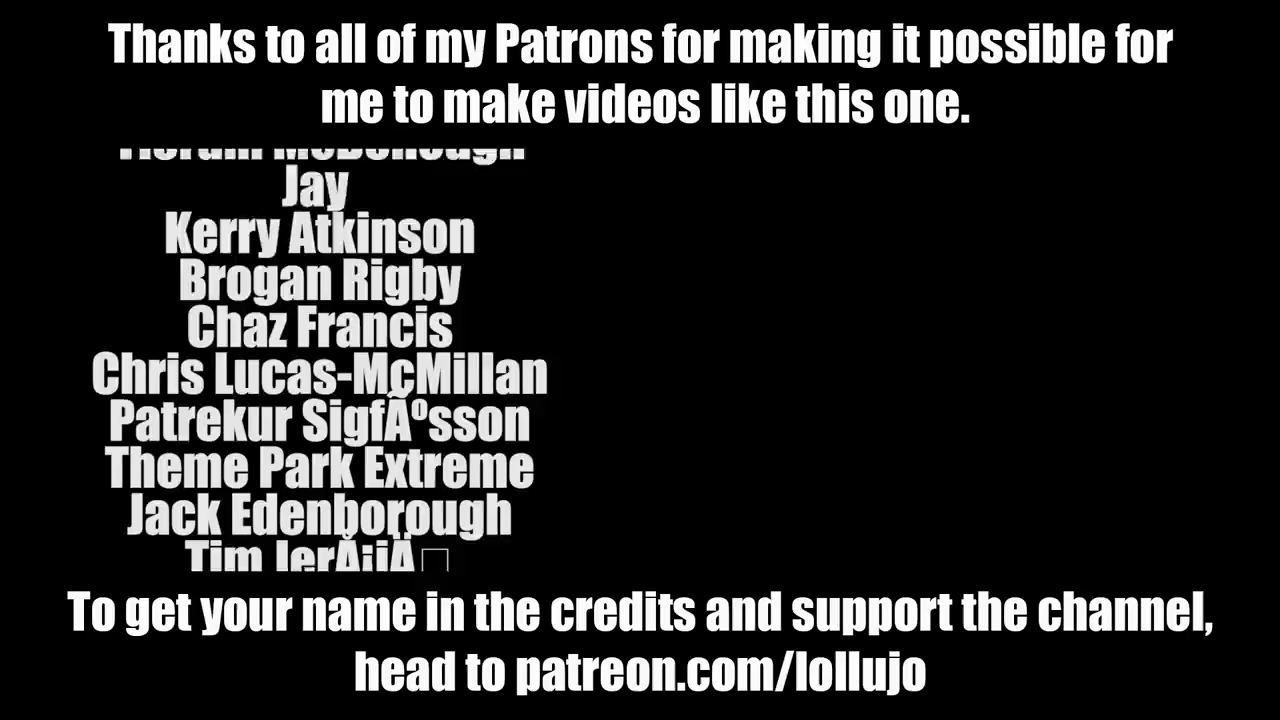 Thanks to all of my Patrons for making it possible for
me to make videos like this one.
Jay
Kerry Atkinson
Brogan Rigby
Chaz Francis
Chris Lucas-McMillan
Patrekur SigfÃºsson
Theme Park Extreme
Jack Edenborough
Tim
To get your name in the credits and support the channel,
head to patreon.com/lollujo